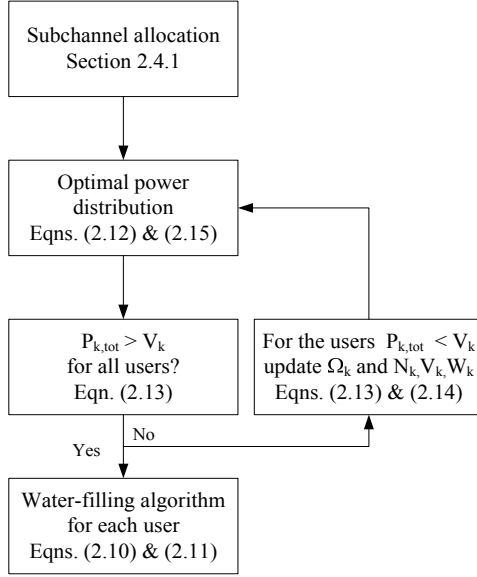 Subchannel allocation
Section 2.4.1
Optimal power
distribution
Eqns. (2.12) & (2.15)
P_{k,tot} > V_k
for all users?
Eqn. (2.13)
For the users P_{k,tot} < V_k
update Ω_k and N_k,V_k,W_k
Eqns. (2.13) & (2.14)
No
Yes
Water-filling algorithm
for each user
Eqns. (2.10) & (2.11)